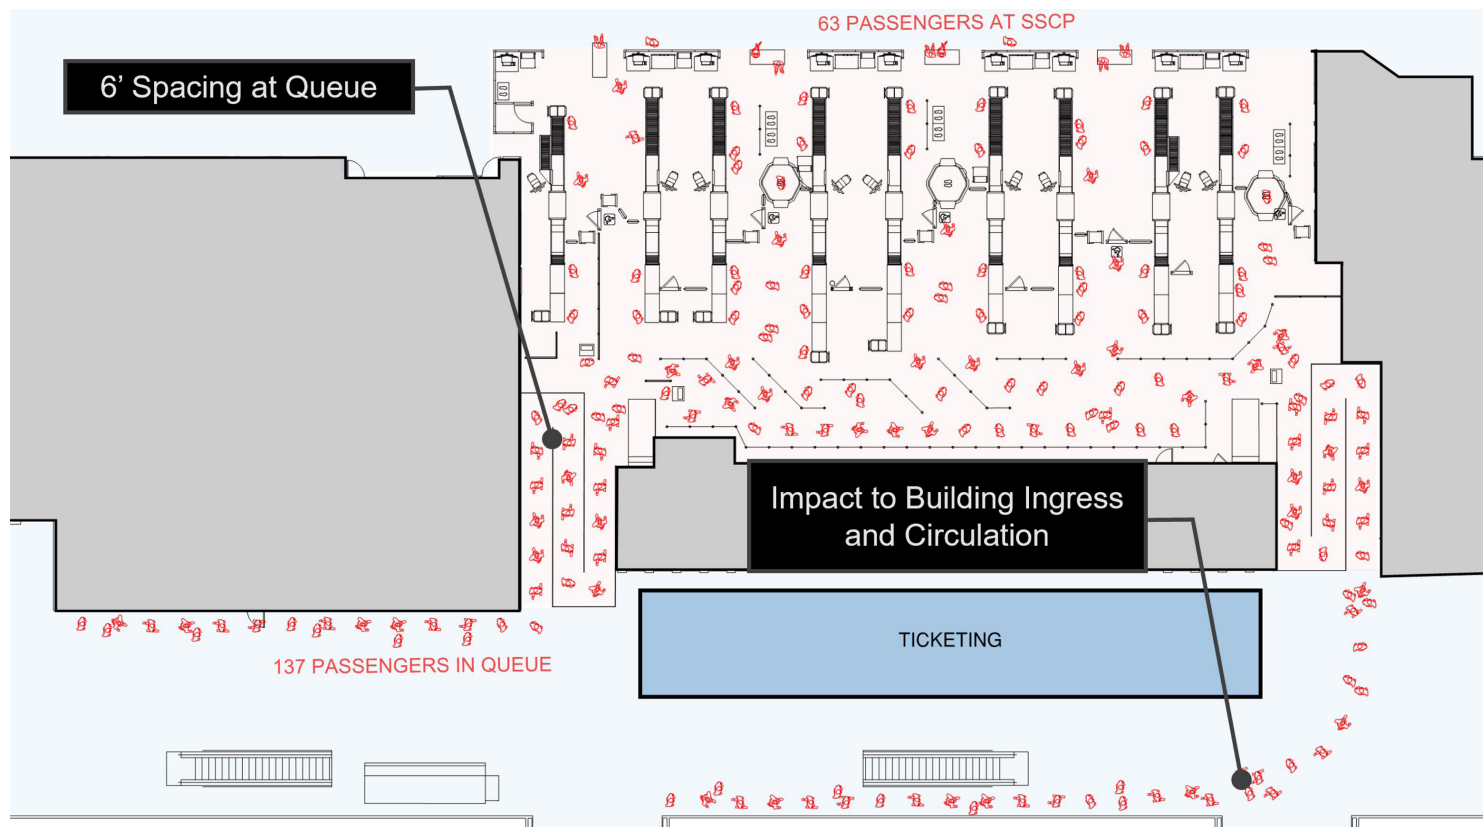 63 PASSENGERS AT SSCP
6' Spacing at Queue
Impact to Building Ingress
and Circulation
TICKETING
137 PASSENGERS IN QUEUE